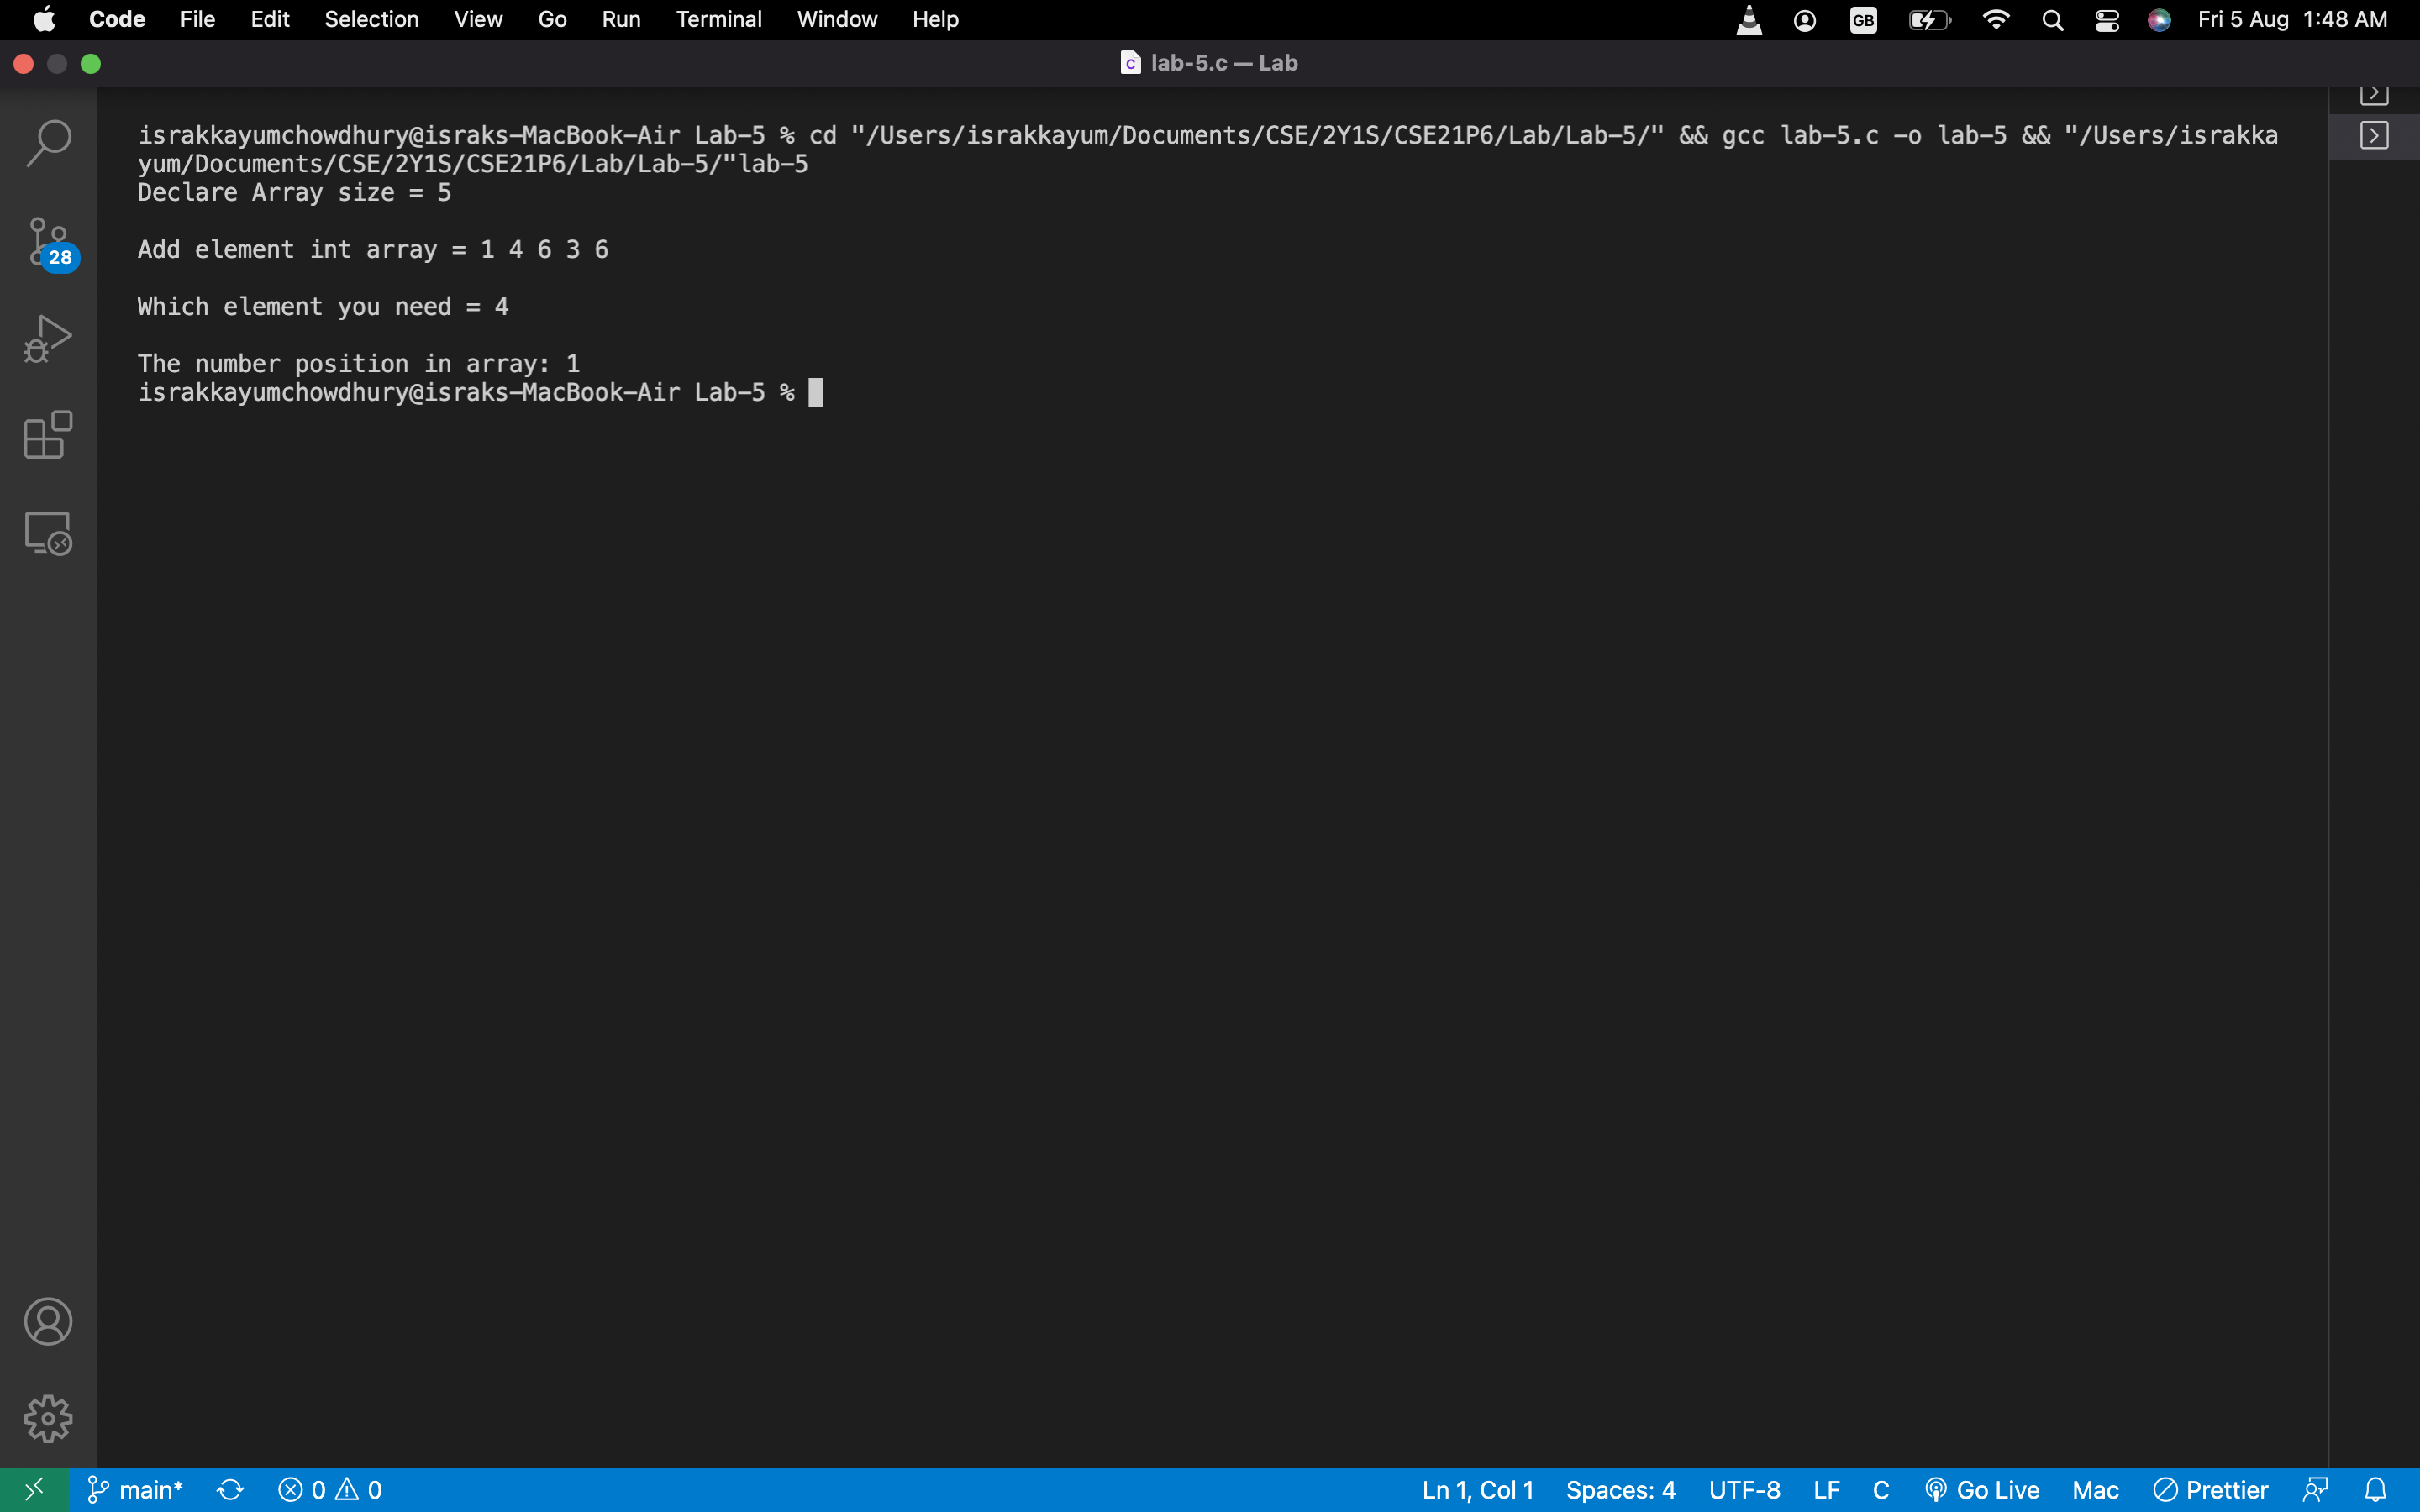 Code File Edit Selection View Go Run Terminal Window Help GB Fri 5 Aug 1:48 AM
C lab-5.c — Lab
israkkayumchowdhury@israks-MacBook-Air Lab-5 % cd "/Users/israkkayum/Documents/CSE/2Y1S/CSE21P6/Lab/Lab-5/" && gcc lab-5.c -o lab-5 && "/Users/israkka
yum/Documents/CSE/2Y1S/CSE21P6/Lab/Lab-5/"lab-5
Declare Array size = 5
Add element int array = 1 4 6 3 6
Which element you need = 4
The number position in array: 1
israkkayumchowdhury@israks-MacBook-Air Lab-5 %
28
main* 0 0 Ln 1, Col 1 Spaces: 4 UTF-8 LF C Go Live Mac Prettier